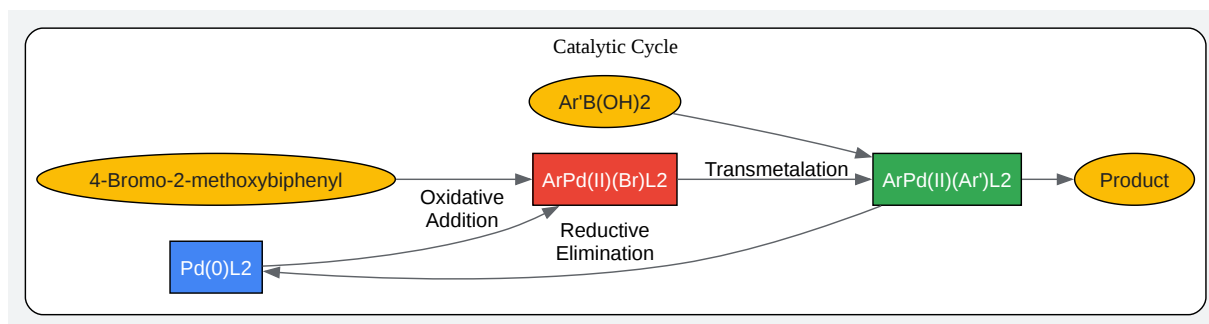 Catalytic Cycle
Ar'B(OH)2
4-Bromo-2-methoxybiphenyl
ArPd(II)(Br)L2
Transmetalation
ArPd(II)(Ar')L2
Product
Oxidative
Addition
Reductive
Elimination
Pd(0)L2